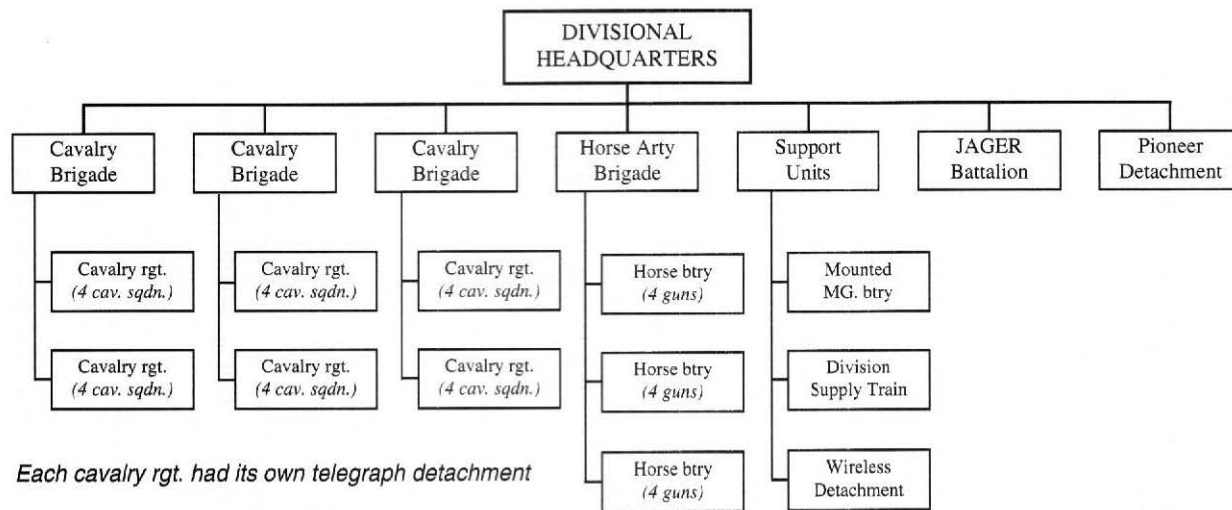 DIVISIONAL
HEADQUARTERS
Cavalry
Brigade
Cavalry
Brigade
Cavalry
Brigade
Horse Arty
Brigade
Support
Units
JAGER
Battalion
Pioneer
Detachment
Cavalry rgt.
(4 cav. sqdn.)
Cavalry rgt.
(4 cav. sqdn.)
Cavalry rgt.
(4 cav. sqdn.)
Horse btry
(4 guns)
Mounted
MG. btry
Cavalry rgt.
(4 cav. sqdn.)
Cavalry rgt.
(4 cav. sqdn.)
Cavalry rgt.
(4 cav. sqdn.)
Horse btry
(4 guns)
Division
Supply Train
Horse btry
(4 guns)
Wireless
Detachment
Each cavalry rgt. had its own telegraph detachment